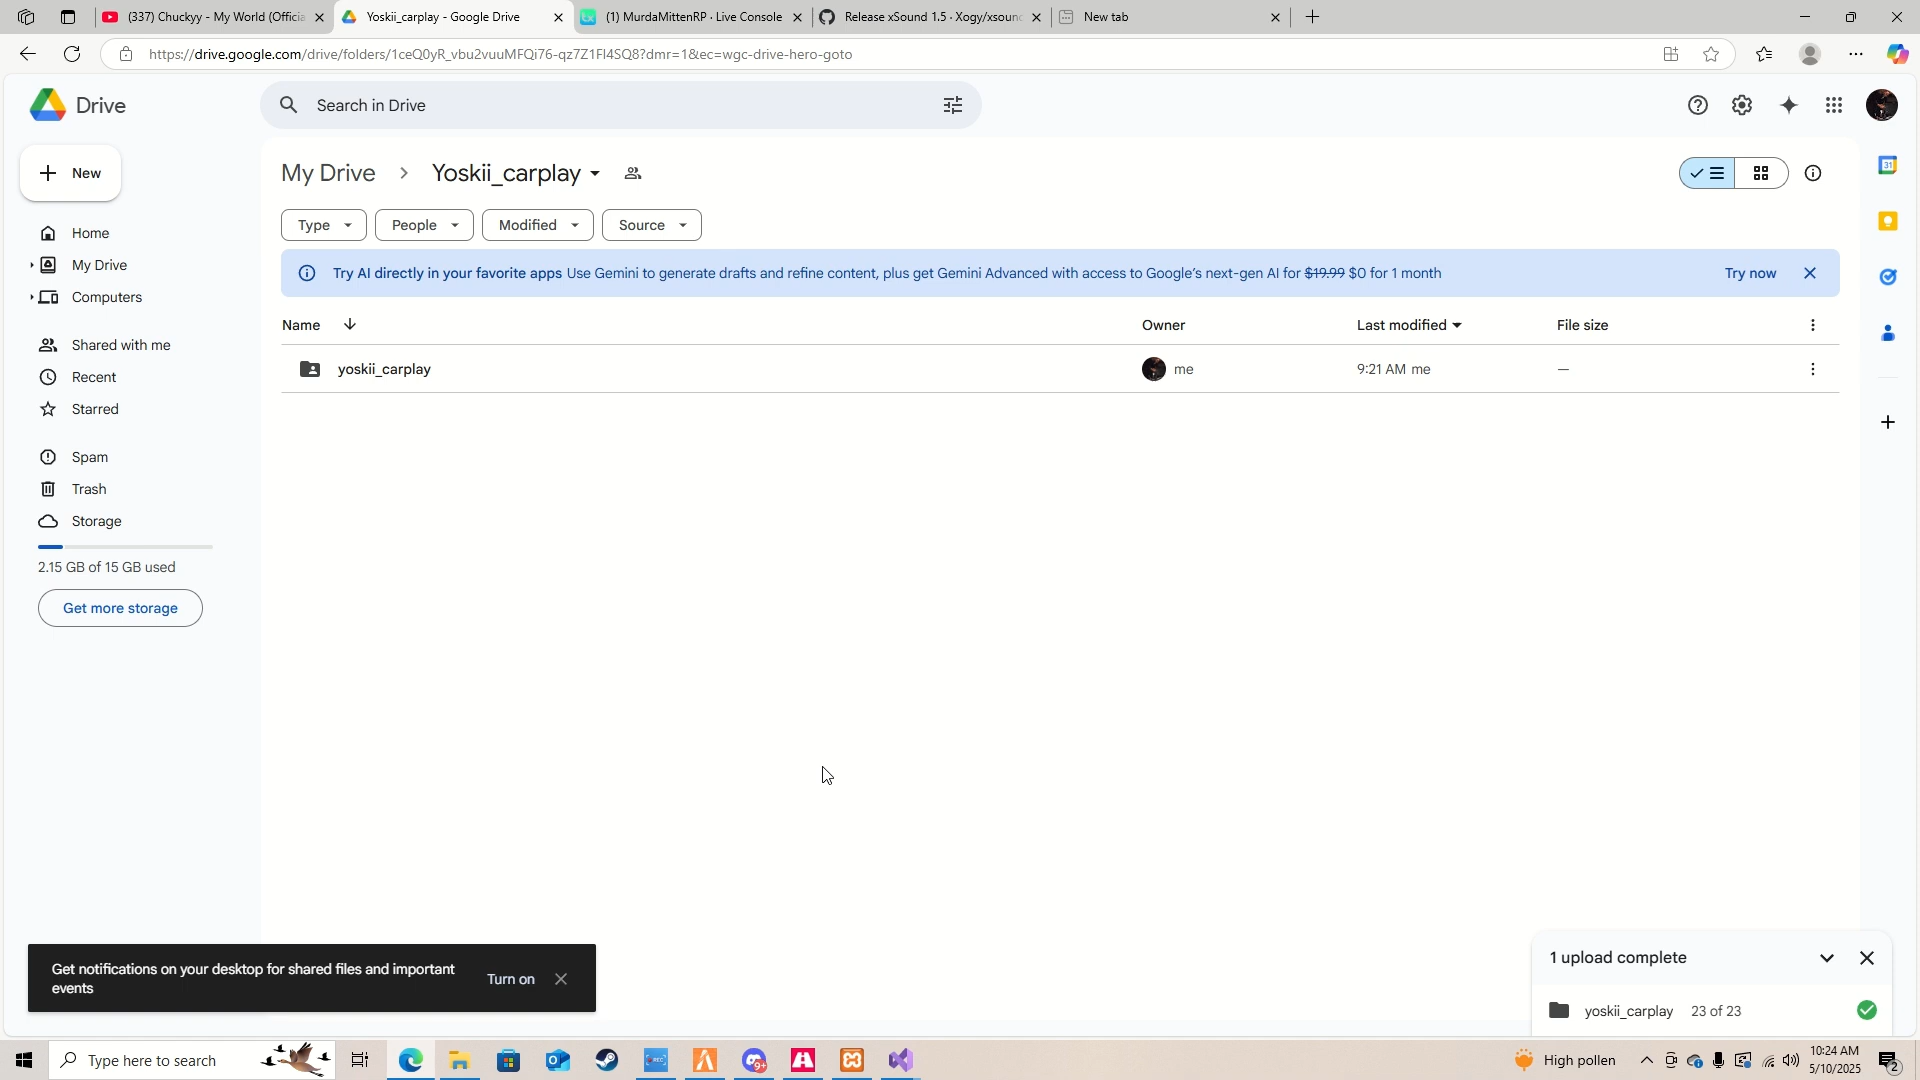 (337) Chuckyy - My World (Officia
Yoskii_carplay - Google Drive
(1) MurdaMittenRP · Live Console
Release xSound 1.5 · Xogy/xsoun
New tab
https://drive.google.com/drive/folders/1ceQ0yR_vbu2vuuMFQi76-qz7Z1Fl4SQ8?dmr=1&ec=wgc-drive-hero-goto
Drive
Search in Drive
New
My Drive
Yoskii_carplay
Type
People
Modified
Source
Home
My Drive
Computers
Shared with me
Recent
Starred
Spam
Trash
Storage
2.15 GB of 15 GB used
Get more storage
Try AI directly in your favorite apps Use Gemini to generate drafts and refine content, plus get Gemini Advanced with access to Google's next-gen AI for $19.99 $0 for 1 month
Try now
Name
Owner
Last modified
File size
yoskii_carplay
me
9:21 AM me
—
31
Get notifications on your desktop for shared files and important
events
Turn on
1 upload complete
yoskii_carplay 23 of 23
Type here to search
REC
9+
High pollen
10:24 AM
5/10/2025
2